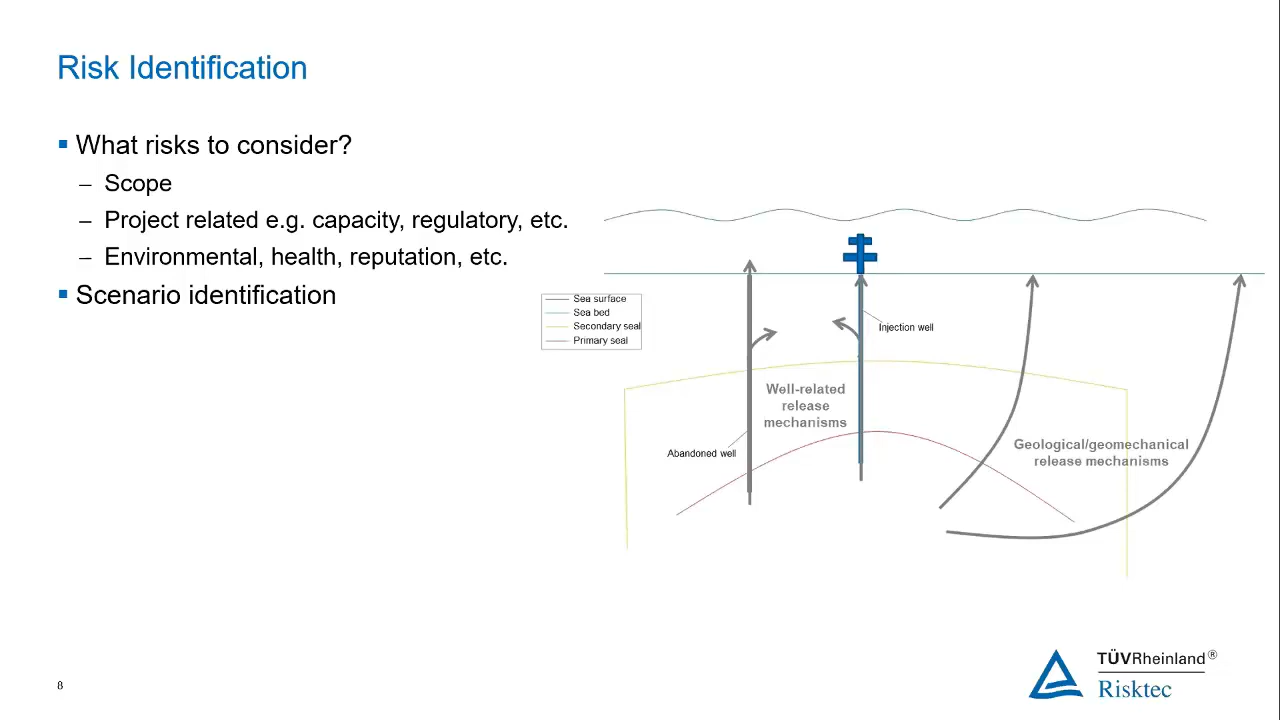 Risk Identification
▪ What risks to consider?
– Scope
– Project related e.g. capacity, regulatory, etc.
– Environmental, health, reputation, etc.
▪ Scenario identification
Sea surface
Sea bed
Secondary seal
Primary seal
Injection well
Well-related
release
mechanisms
Abandoned well
Geological/geomechanical
release mechanisms
TÜVRheinland®
Risktec
8